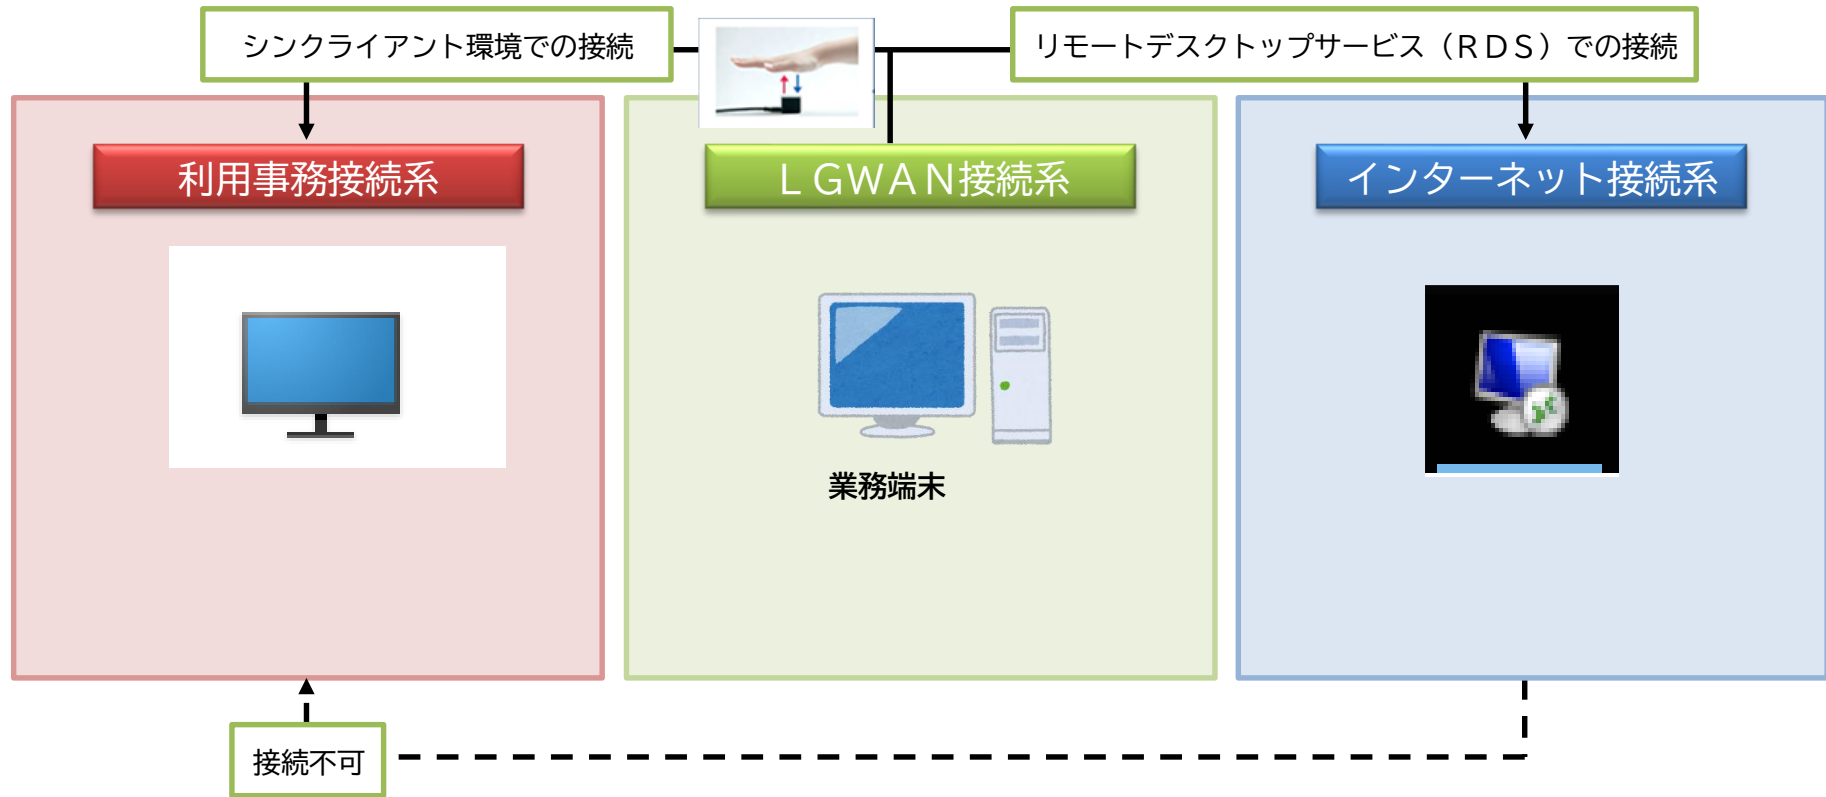 シンクライアント環境での接続
リモートデスクトップサービス（ＲＤＳ）での接続
利用事務接続系
ＬＧＷＡＮ接続系
インターネット接続系
業務端末
接続不可